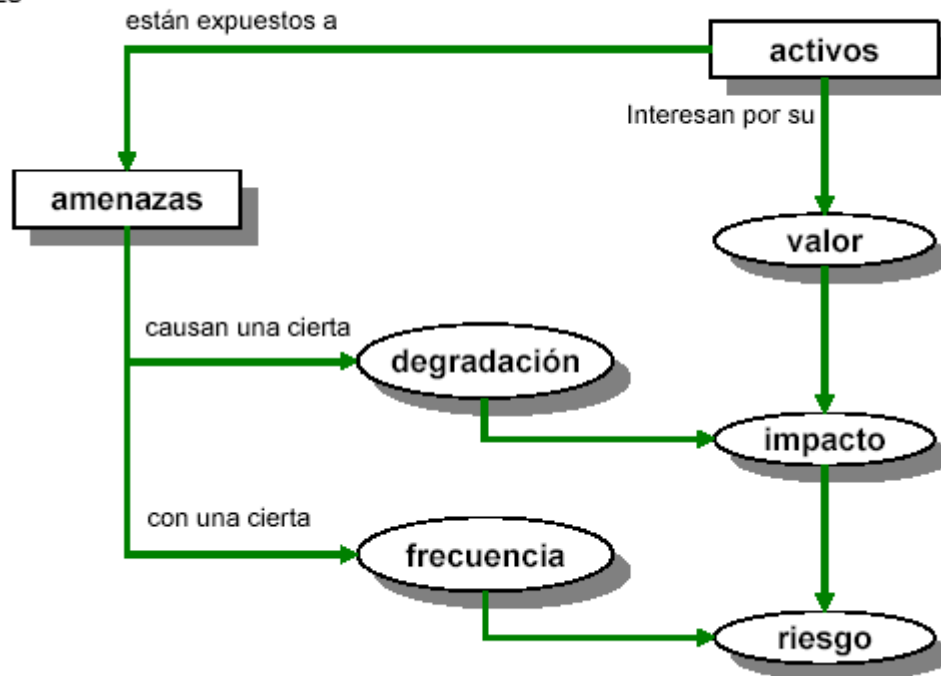 están expuestos a
activos
Interesan por su
amenazas
valor
causan una cierta
degradación
impacto
con una cierta
frecuencia
riesgo